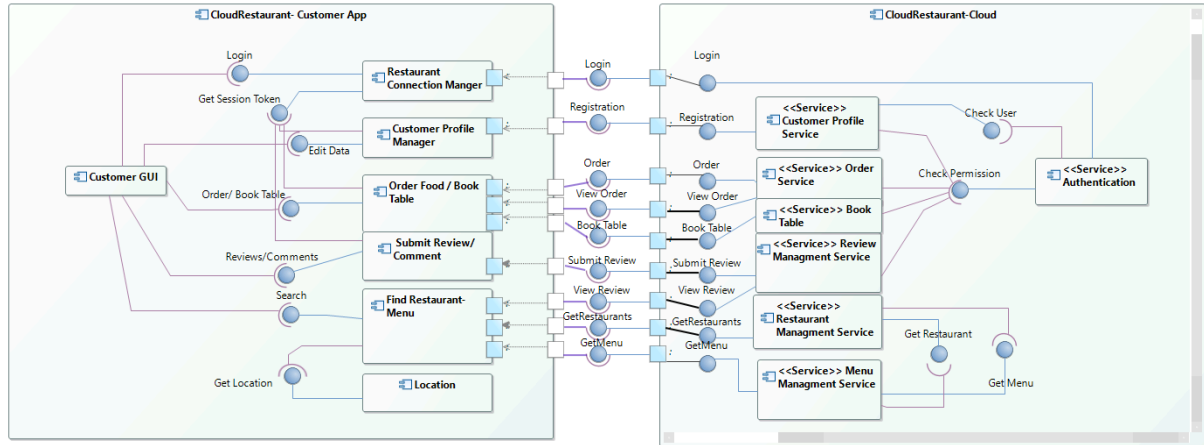 CloudRestaurant- Customer App
Login
Restaurant
Connection Manger
Get Session Token
Customer Profile
Manager
Edit Data
Customer GUI
Order/ Book Table
Order Food / Book
Table
Submit Review/
Comment
Reviews/Comments
Search
Find Restaurant-
Menu
Get Location
Location
Login
Registration
Order
View Order
Book Table
Submit Review
View Review
GetRestaurants
GetMenu
CloudRestaurant-Cloud
Login
Registration
<<Service>>
Customer Profile
Service
Check User
Order
<<Service>> Order
Service
Check Permission
<<Service>>
Authentication
View Order
<<Service>> Book
Table
Book Table
<<Service>> Review
Managment Service
Submit Review
View Review
<<Service>>
Restaurant
Managment Service
GetRestaurants
Get Restaurant
GetMenu
<<Service>> Menu
Managment Service
Get Menu